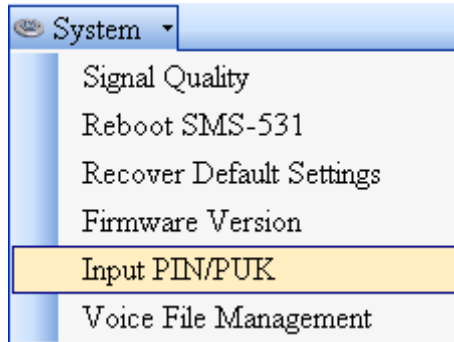 System
Signal Quality
Reboot SMS-531
Recover Default Settings
Firmware Version
Input PIN/PUK
Voice File Management